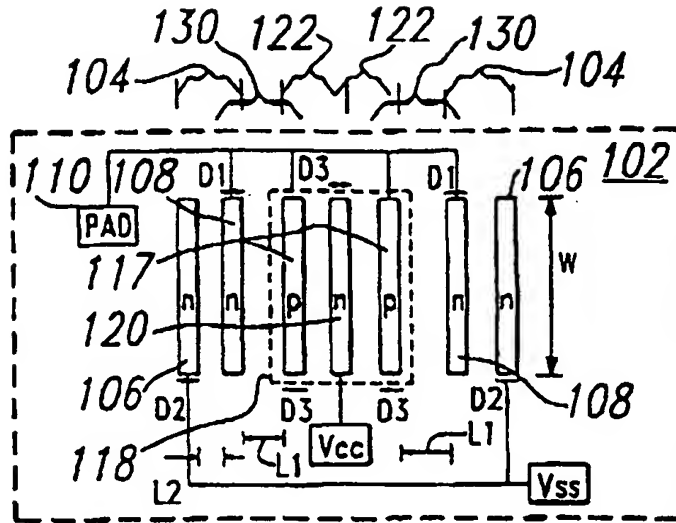 130 122 122 130
104 104
110 108 D1 D3 D1 106 102
PAD
117 W
n n p n p n n
120
106 D2 D3 D3 D2 108
118 L1 Vcc L1
L2 Vss